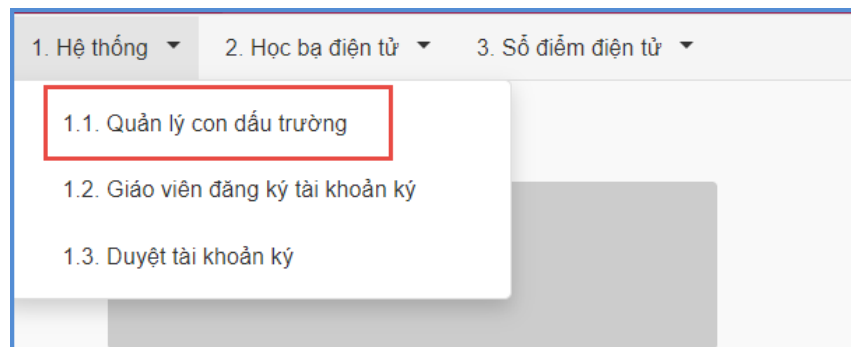 1. Hệ thống 2. Học bạ điện tử 3. Sổ điểm điện tử
1.1. Quản lý con dấu trường
1.2. Giáo viên đăng ký tài khoản ký
1.3. Duyệt tài khoản ký